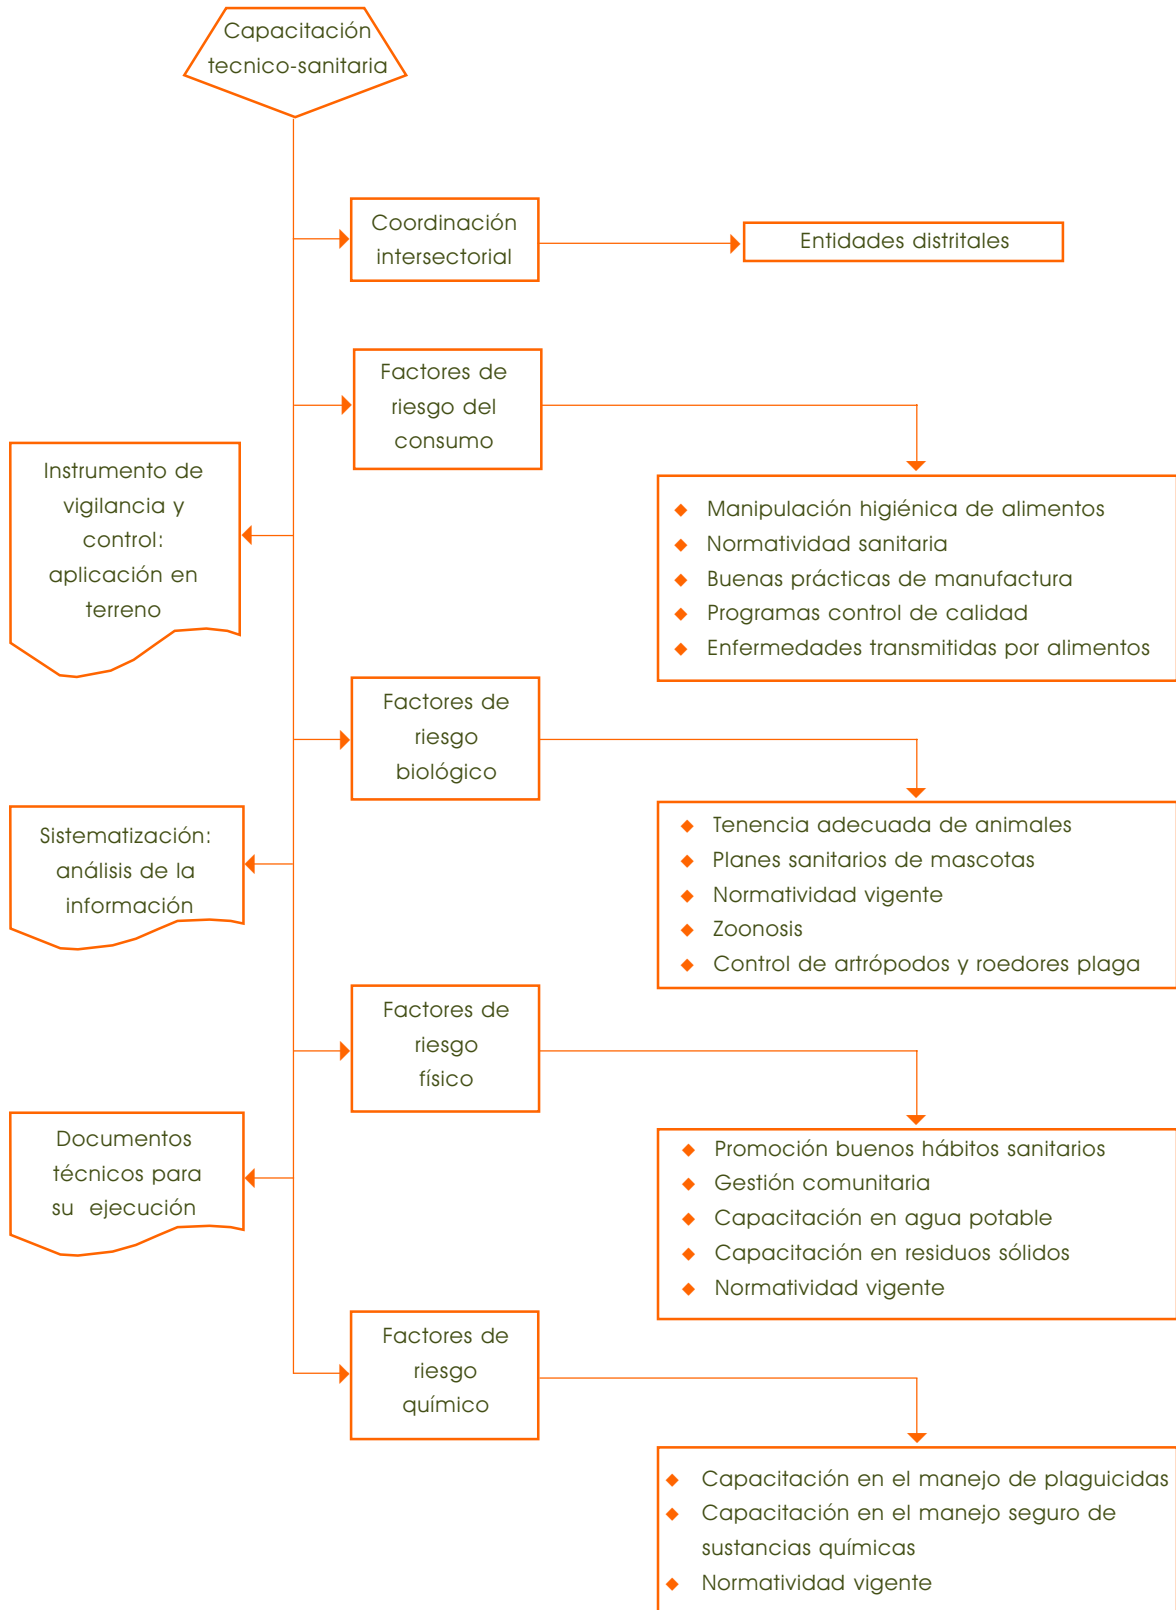 Capacitación
tecnico-sanitaria
Coordinación
intersectorial
Entidades distritales
Factores de
riesgo del
consumo
Instrumento de
vigilancia y
control:
aplicación en
terreno
◆ Manipulación higiénica de alimentos
◆ Normatividad sanitaria
◆ Buenas prácticas de manufactura
◆ Programas control de calidad
◆ Enfermedades transmitidas por alimentos
Factores de
riesgo
biológico
Sistematización:
análisis de la
información
◆ Tenencia adecuada de animales
◆ Planes sanitarios de mascotas
◆ Normatividad vigente
◆ Zoonosis
◆ Control de artrópodos y roedores plaga
Factores de
riesgo
físico
Documentos
técnicos para
su ejecución
◆ Promoción buenos hábitos sanitarios
◆ Gestión comunitaria
◆ Capacitación en agua potable
◆ Capacitación en residuos sólidos
◆ Normatividad vigente
Factores de
riesgo
químico
◆ Capacitación en el manejo de plaguicidas
◆ Capacitación en el manejo seguro de
sustancias químicas
◆ Normatividad vigente